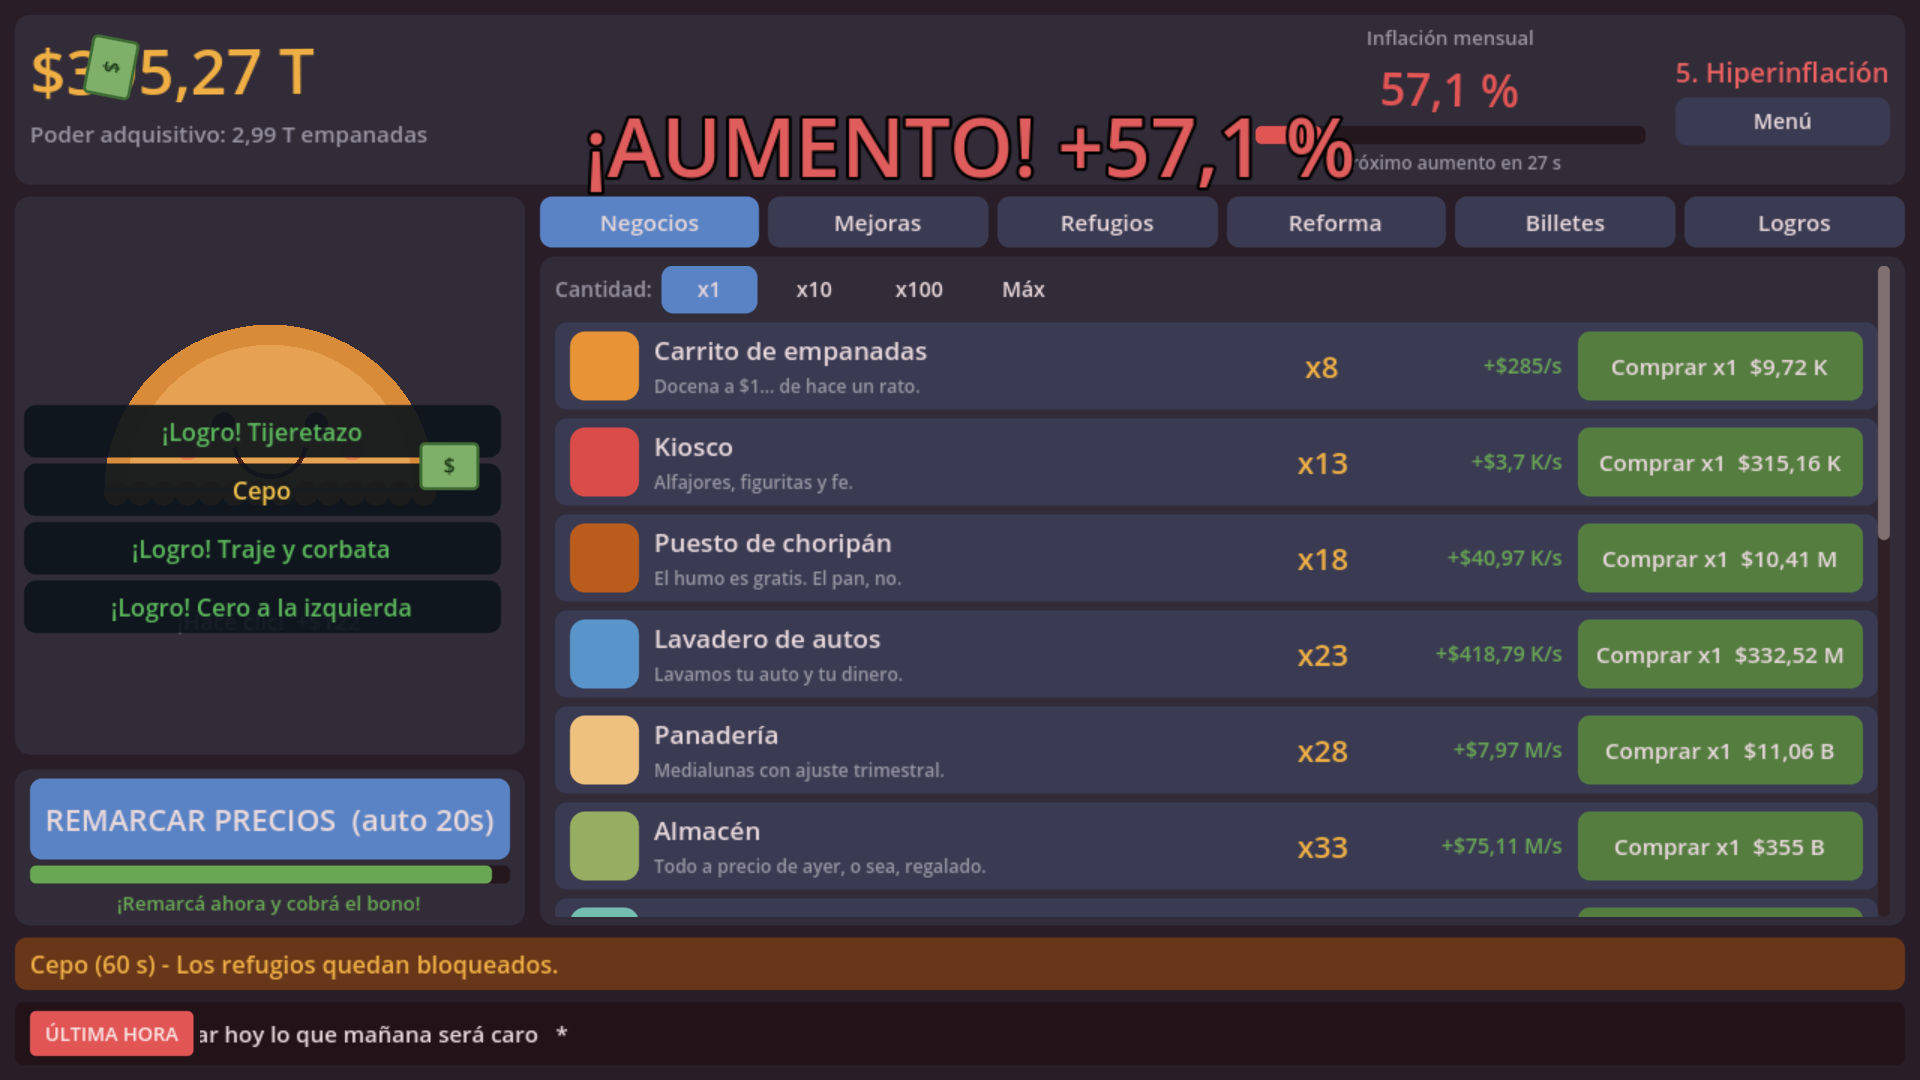 5,27 T
Poder adquisitivo: 2,99 T empanadas
Inflación mensual
57,1 %
róximo aumento en 27 s
5. Hiperinflación
Menú
¡AUMENTO! +57,1 %
Negocios
Mejoras
Refugios
Reforma
Billetes
Logros
Cantidad: x1 x10 x100 Máx
Carrito de empanadas
Docena a $1... de hace un rato.
x8
+$285/s
Comprar x1 $9,72 K
Kiosco
Alfajores, figuritas y fe.
x13
+$3,7 K/s
Comprar x1 $315,16 K
Puesto de choripán
El humo es gratis. El pan, no.
x18
+$40,97 K/s
Comprar x1 $10,41 M
Lavadero de autos
Lavamos tu auto y tu dinero.
x23
+$418,79 K/s
Comprar x1 $332,52 M
Panadería
Medialunas con ajuste trimestral.
x28
+$7,97 M/s
Comprar x1 $11,06 B
Almacén
Todo a precio de ayer, o sea, regalado.
x33
+$75,11 M/s
Comprar x1 $355 B
¡Logro! Tijeretazo
$
Cepo
¡Logro! Traje y corbata
¡Logro! Cero a la izquierda
REMARCAR PRECIOS (auto 20s)
¡Remarcá ahora y cobrá el bono!
Cepo (60 s) - Los refugios quedan bloqueados.
ÚLTIMA HORA
ar hoy lo que mañana será caro *